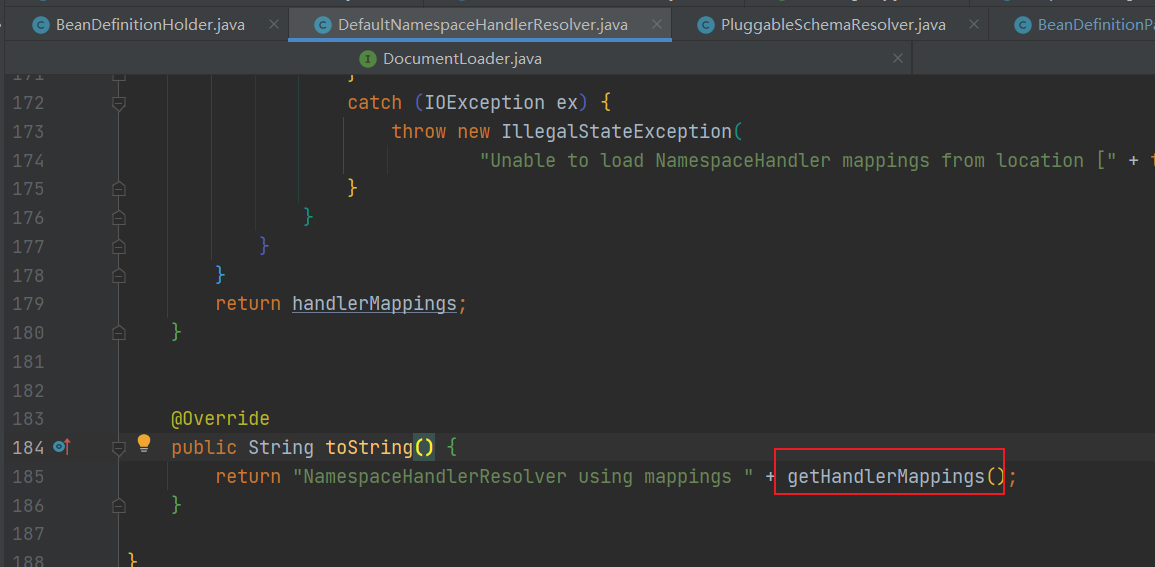 BeanDefinitionHolder.java
DefaultNamespaceHandlerResolver.java
PluggableSchemaResolver.java
BeanDefinitionPa
DocumentLoader.java
171 }
172 catch (IOException ex) {
173 throw new IllegalStateException(
174 "Unable to load NamespaceHandler mappings from location [" +
175 }
176 }
177 }
178 }
179 return handlerMappings;
180 }
181
182
183 @Override
184 public String toString() {
185 return "NamespaceHandlerResolver using mappings " + getHandlerMappings();
186 }
187
188 }